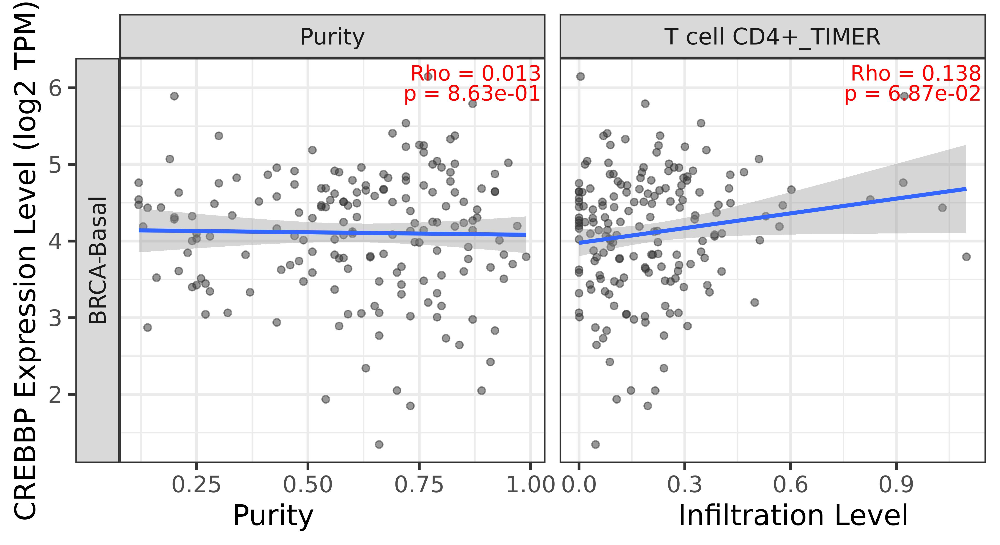 CREBBP Expression Level (log2 TPM)
Purity
T cell CD4+_TIMER
BRCA-Basal
Rho = 0.013
p = 8.63e-01
Rho = 0.138
p = 6.87e-02
6
5
4
3
2
0.25 0.50 0.75 1.00
0.0 0.3 0.6 0.9
Purity
Infiltration Level